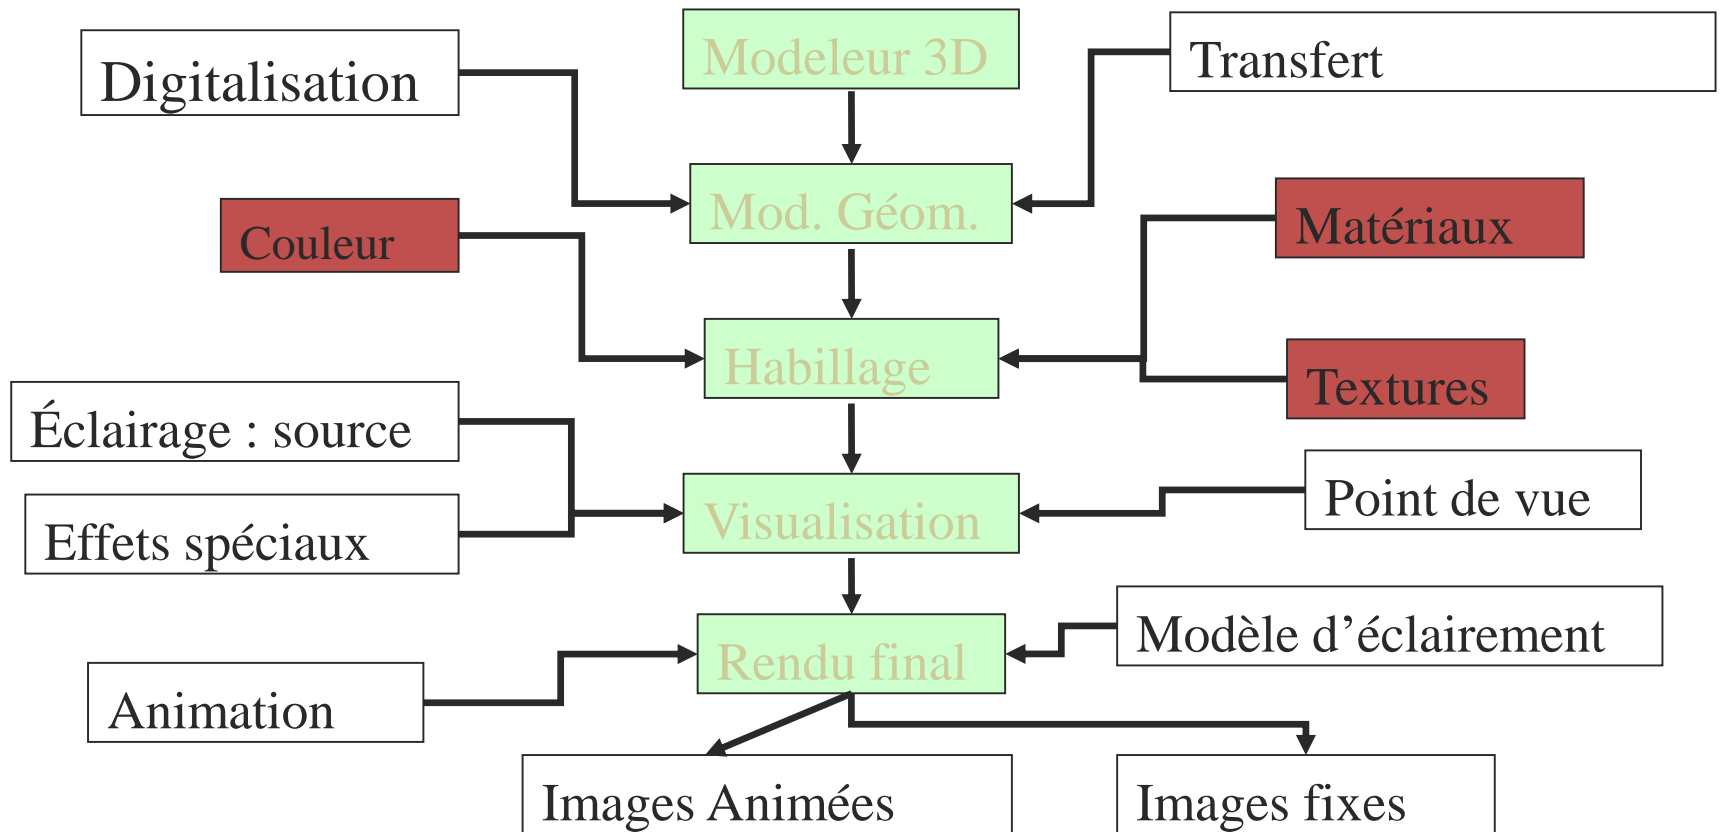 Modeleur 3D
Transfert
Digitalisation
Mod. Géom.
Matériaux
Couleur
Habillage
Textures
Éclairage : source
Point de vue
Visualisation
Effets spéciaux
Modèle d’éclairement
Rendu final
Animation
Images Animées
Images fixes